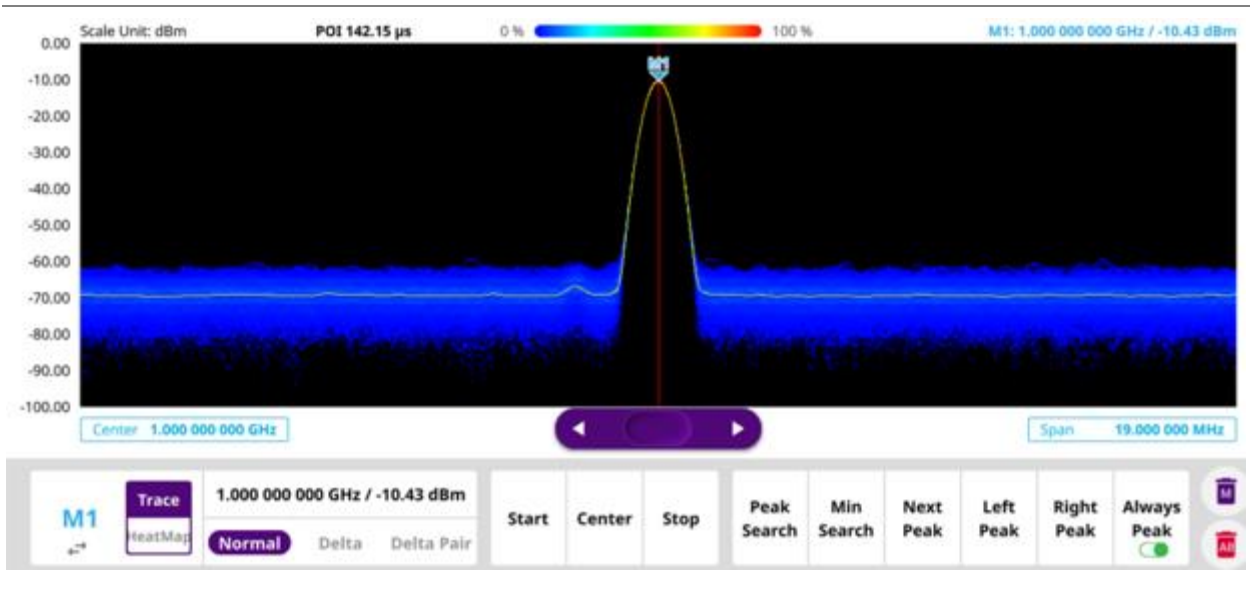 Scale Unit: dBm POI 142.15 µs 0 % 100 % M1: 1.000 000 000 GHz / -10.43 dBm
0.00
M1
-10.00
-20.00
-30.00
-40.00
-50.00
-60.00
-70.00
-80.00
-90.00
-100.00
Center 1.000 000 000 GHz Span 19.000 000 MHz
M1
Trace
HeatMap
1.000 000 000 GHz / -10.43 dBm
Normal Delta Delta Pair
Start Center Stop
Peak
Search
Min
Search
Next
Peak
Left
Peak
Right
Peak
Always
Peak
M
AB